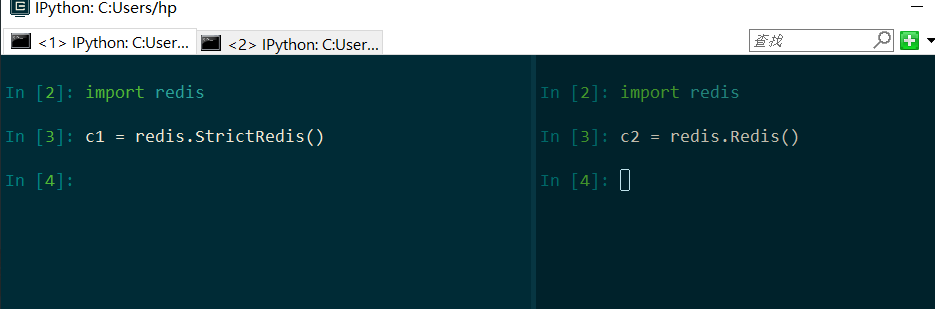 IPython: C:Users/hp
<1> IPython: C:User...
<2> IPython: C:User...
查找
In [2]: import redis
In [3]: c1 = redis.StrictRedis()
In [4]:
In [2]: import redis
In [3]: c2 = redis.Redis()
In [4]: